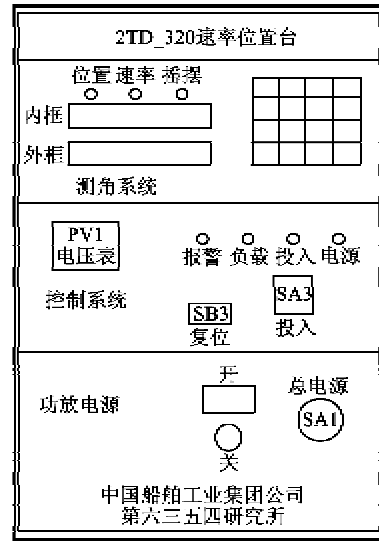 2TD_320速率位置台
位置 速率 摇摆
内框
外框
测角系统
PV1
电压表
报警 负载 投入 电源
控制系统
SA3
SB3
投入
复位
开
总电源
功放电源
SA1
关
中国船舶工业集团公司
第六三五四研究所